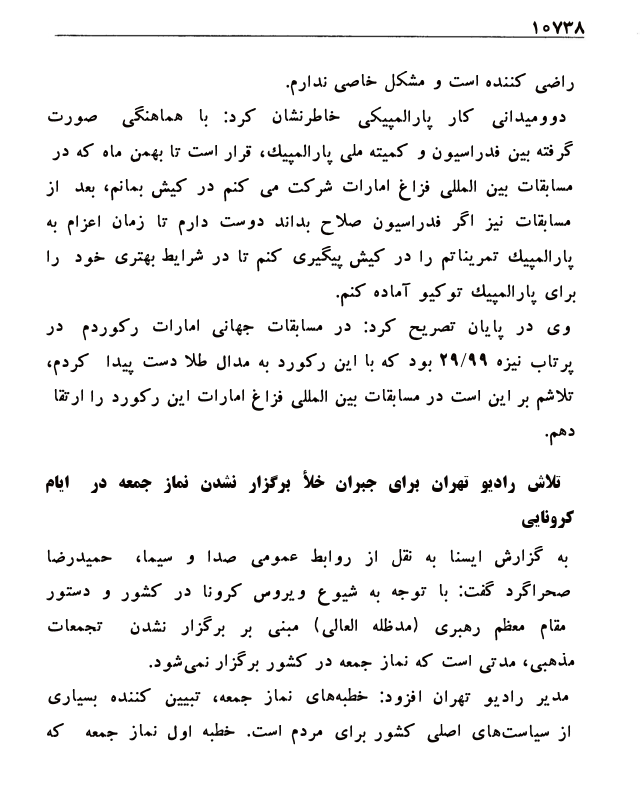 ۱۰۷۳۸
راضی کننده است و مشکل خاصی ندارم.
دوومیدانی کار پارالمپیکی خاطرنشان کرد: با هماهنگی صورت
گرفته بین فدراسیون و کمیته ملی پارالمپیك، قرار است تا بهمن ماه که در
مسابقات بین المللی فزاغ امارات شرکت می کنم در کیش بمانم، بعد از
مسابقات نیز اگر فدراسیون صلاح بداند دوست دارم تا زمان اعزام به
پارالمپیك تمریناتم را در کیش پیگیری کنم تا در شرایط بهتری خود را
برای پارالمپیك توکیو آماده کنم.
وی در پایان تصریح کرد: در مسابقات جهانی امارات رکوردم در
پرتاب نیزه ۲۹/۹۹ بود که با این رکورد به مدال طلا دست پیدا کردم،
تلاشم بر این است در مسابقات بین المللی فزاغ امارات این رکورد را ارتقا
دهم.
تلاش رادیو تهران برای جبران خلأ برگزار نشدن نماز جمعه در ایام
کرونایی
به گزارش ایسنا به نقل از روابط عمومی صدا و سیما، حمیدرضا
صحراگرد گفت: با توجه به شیوع ویروس کرونا در کشور و دستور
مقام معظم رهبری (مدظله العالی) مبنی بر برگزار نشدن تجمعات
مذهبی، مدتی است که نماز جمعه در کشور برگزار نمی‌شود.
مدیر رادیو تهران افزود: خطبه‌های نماز جمعه، تبیین کننده بسیاری
از سیاست‌های اصلی کشور برای مردم است. خطبه اول نماز جمعه که